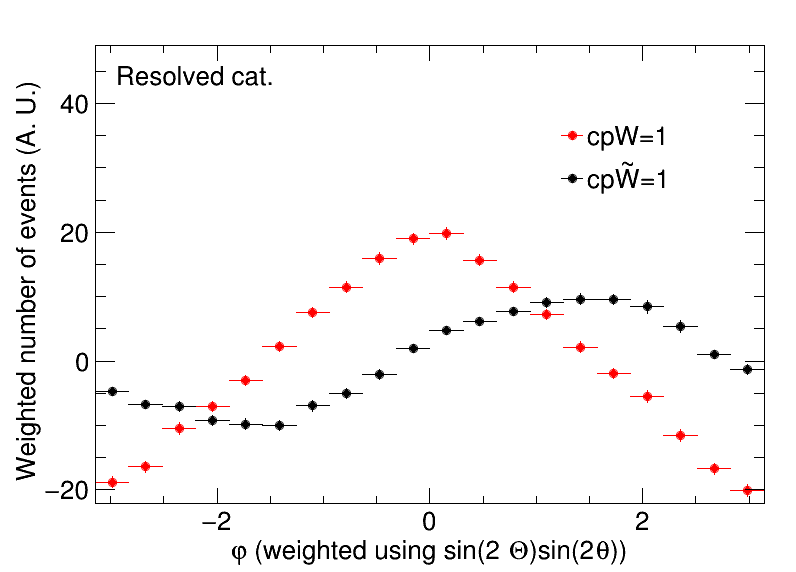 Resolved cat.
cpW=1
cpW̃=1
Weighted number of events (A. U.)
40
20
0
−20
−2 0 2
φ (weighted using sin(2 Θ)sin(2θ))